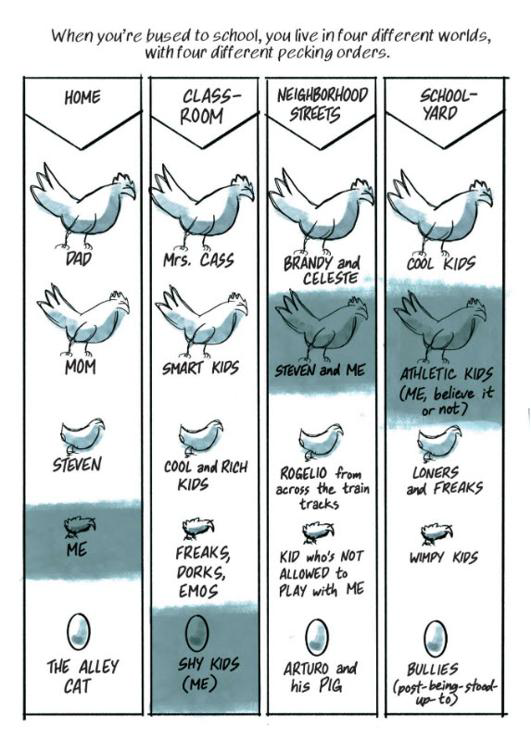 When you're bused to school, you live in four different worlds,
with four different pecking orders.
HOME
DAD
MOM
STEVEN
ME
THE ALLEY
CAT
CLASS-
ROOM
Mrs. CASS
SMART KIDS
COOL and RICH
KIDS
FREAKS,
DORKS,
EMOS
SHY KIDS
(ME)
NEIGHBORHOOD
STREETS
BRANDY and
CELESTE
STEVEN and ME
ROGELIO from
across the train
tracks
KID who's NOT
ALLOWED to
PLAY with ME
ARTURO and
his PIG
SCHOOL-
YARD
COOL KIDS
ATHLETIC KIDS
(ME, believe it
or not)
LONERS
and FREAKS
WIMPY KIDS
BULLIES
(post-being-stood-
up-to)